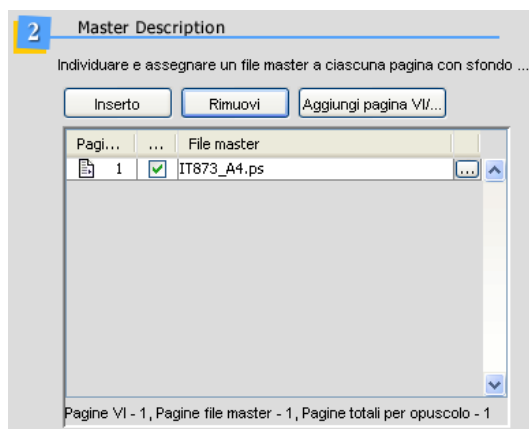 2 Master Description
Individuare e assegnare un file master a ciascuna pagina con sfondo ...
Inserto Rimuovi Aggiungi pagina VI/...
Pagi... ... File master
1 IT873_A4.ps ...
Pagine VI - 1, Pagine file master - 1, Pagine totali per opuscolo - 1